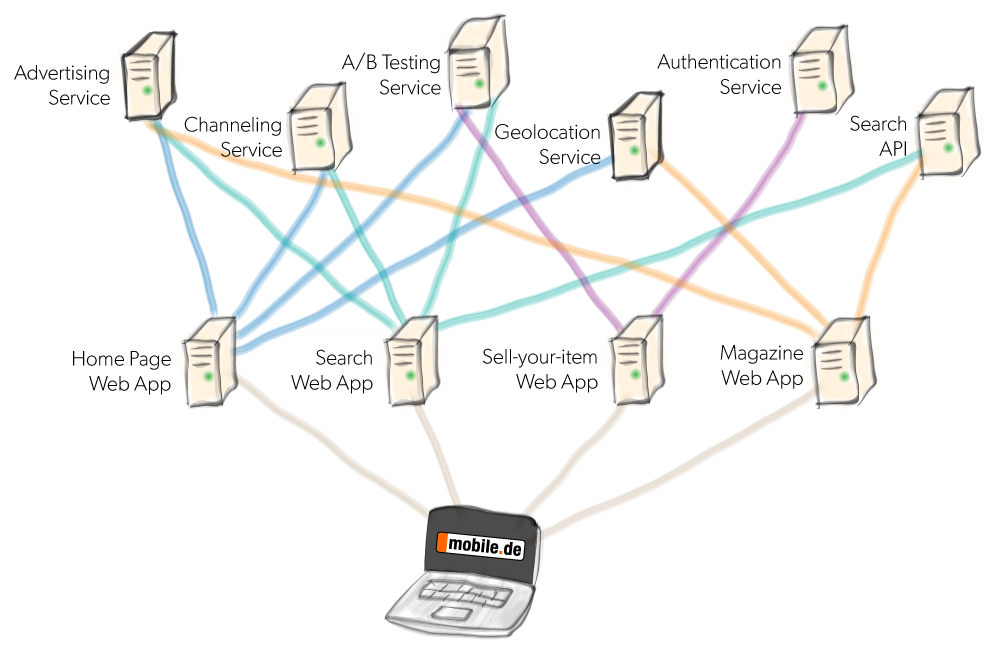 Advertising
Service
Channeling
Service
A/B Testing
Service
Geolocation
Service
Authentication
Service
Search
API
Home Page
Web App
Search
Web App
Sell-your-item
Web App
Magazine
Web App
mobile.de